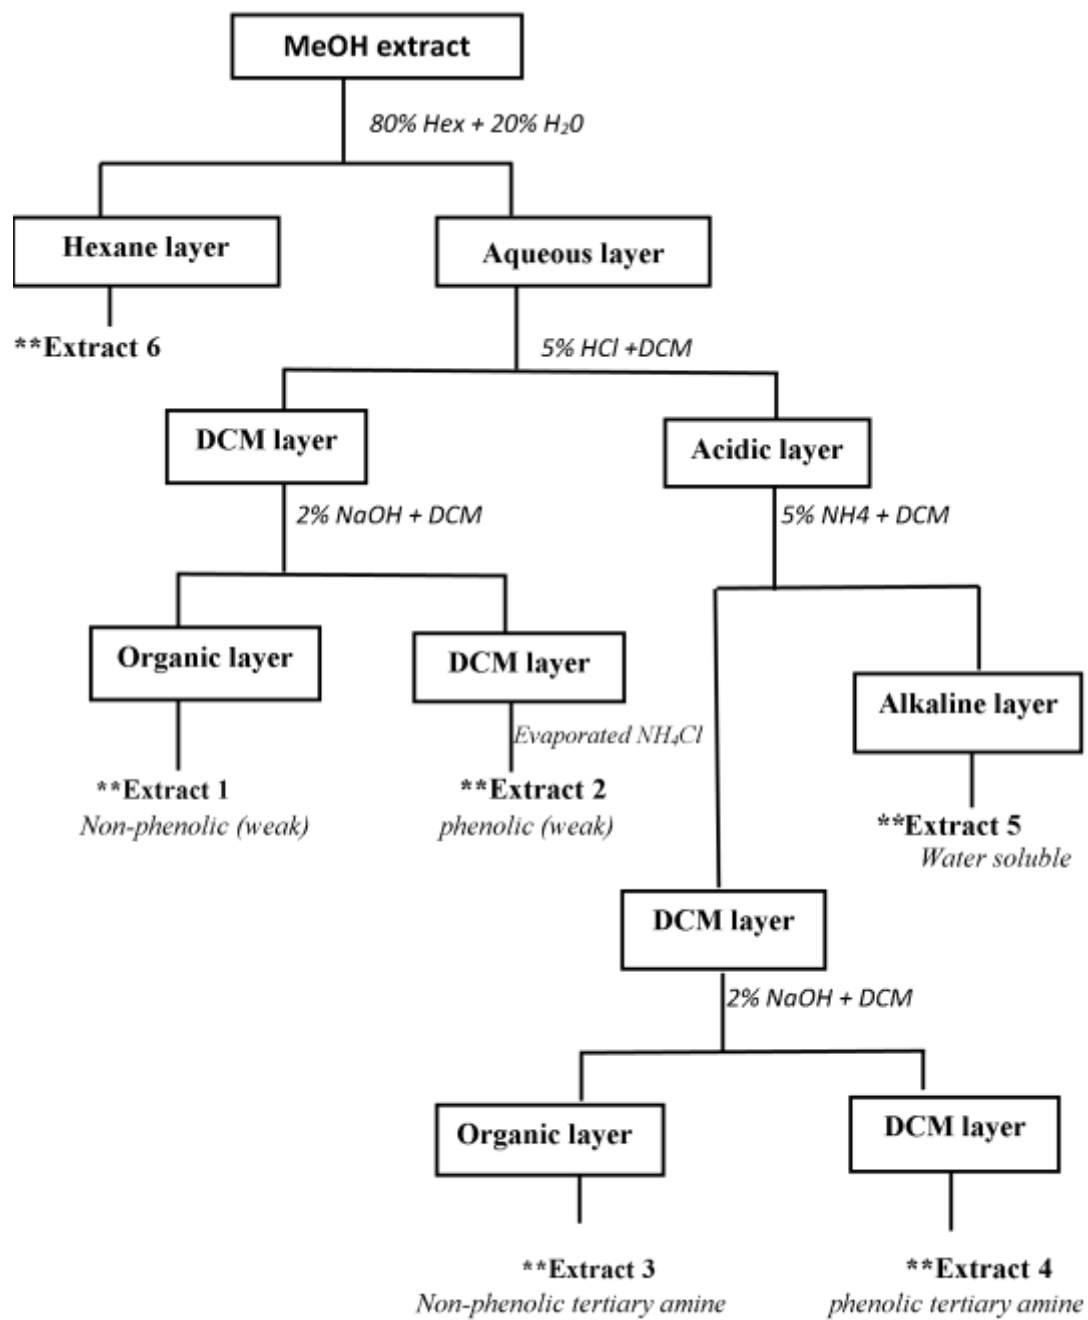 MeOH extract
80% Hex + 20% H₂0
Hexane layer
Aqueous layer
**Extract 6
5% HCl +DCM
DCM layer
Acidic layer
2% NaOH + DCM
5% NH4 + DCM
Organic layer
DCM layer
Alkaline layer
Evaporated NH₄Cl
**Extract 1
Non-phenolic (weak)
**Extract 2
phenolic (weak)
**Extract 5
Water soluble
DCM layer
2% NaOH + DCM
Organic layer
DCM layer
**Extract 3
Non-phenolic tertiary amine
**Extract 4
phenolic tertiary amine